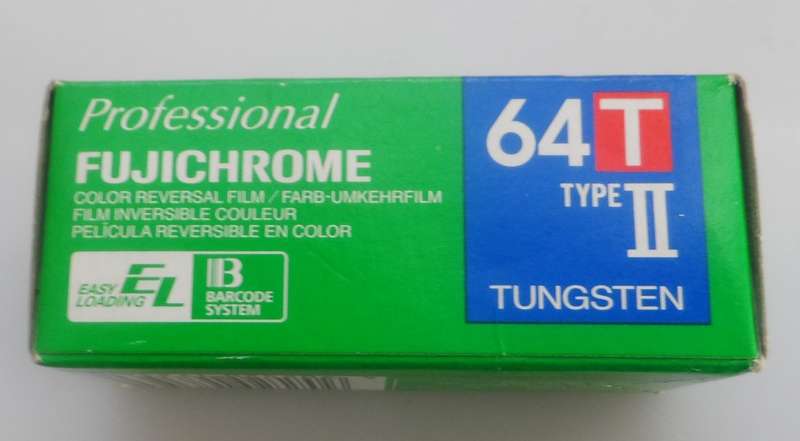 Professional
FUJICHROME
COLOR REVERSAL FILM / FARB-UMKEHRFILM
FILM INVERSIBLE COULEUR
PELÍCULA REVERSIBLE EN COLOR
EASY
LOADING
EL
B
BARCODE
SYSTEM
64T
TYPE II
TUNGSTEN